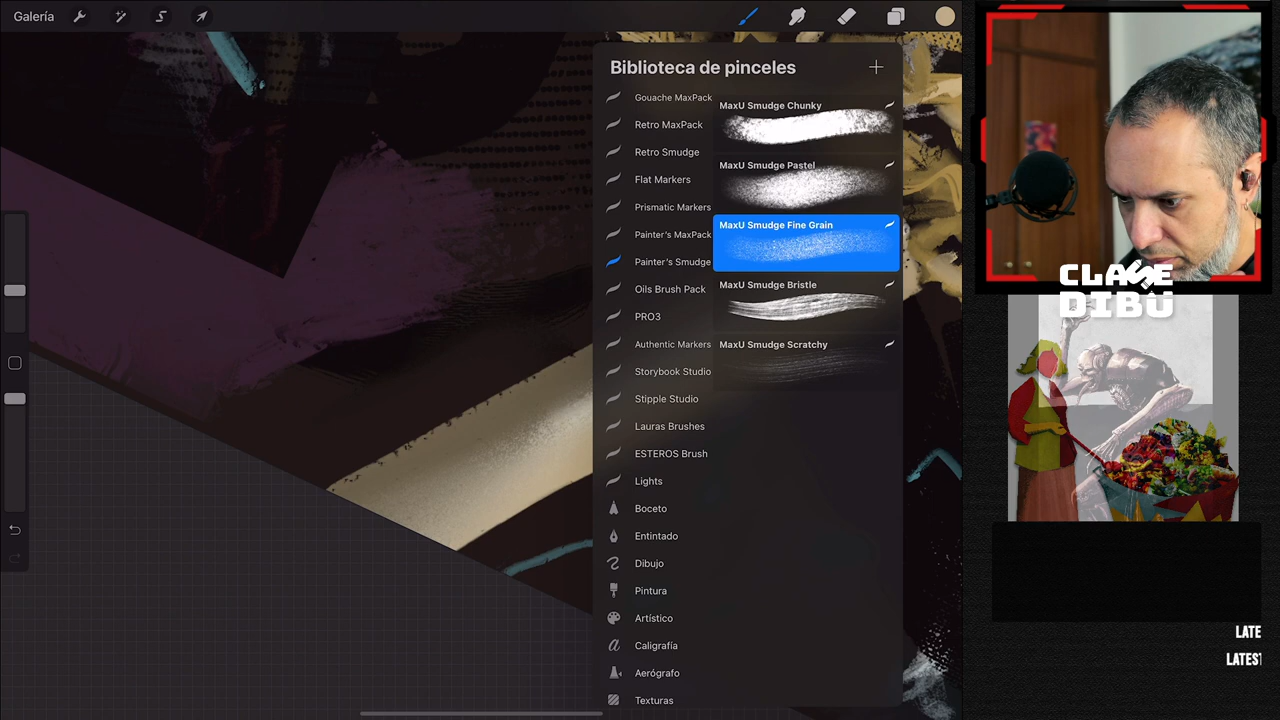 Galería
Biblioteca de pinceles
Gouache MaxPack
Retro MaxPack
Retro Smudge
Flat Markers
Prismatic Markers
Painter's MaxPack
Painter's Smudge
Oils Brush Pack
PRO3
Authentic Markers
Storybook Studio
Stipple Studio
Lauras Brushes
ESTEROS Brush
Lights
Boceto
Entintado
Dibujo
Pintura
Artístico
Caligrafía
Aerógrafo
Texturas
MaxU Smudge Chunky
MaxU Smudge Pastel
MaxU Smudge Fine Grain
MaxU Smudge Bristle
MaxU Smudge Scratchy
CLASE
DIBU
LATE
LATEST